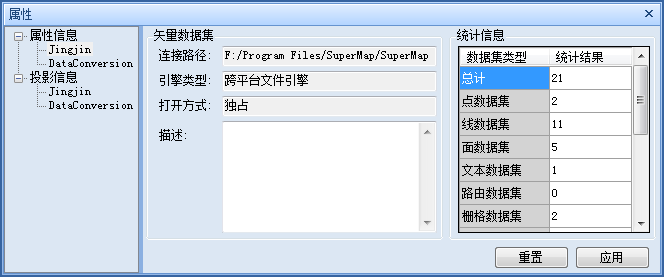 属性
属性信息
Jingjin
DataConversion
投影信息
Jingjin
DataConversion
矢量数据集
连接路径: F:/Program Files/SuperMap/SuperMap
引擎类型: 跨平台文件引擎
打开方式: 独占
描述:
统计信息
数据集类型 统计结果
总计 21
点数据集 2
线数据集 11
面数据集 5
文本数据集 1
路由数据集 0
栅格数据集 2
重置 应用